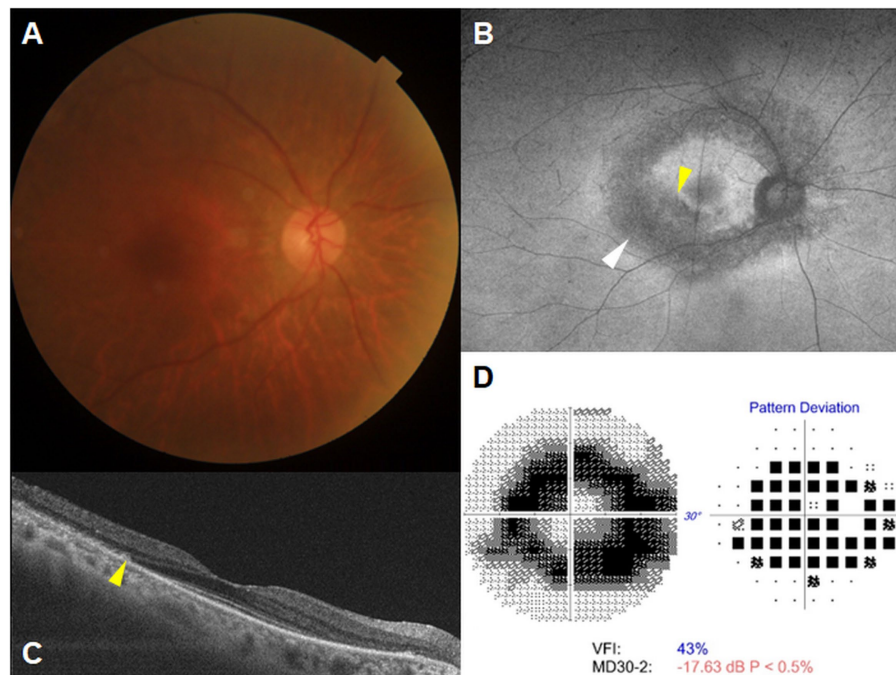 A
B
C
D
30°
Pattern Deviation
VFI: 43%
MD30-2: -17.63 dB P < 0.5%